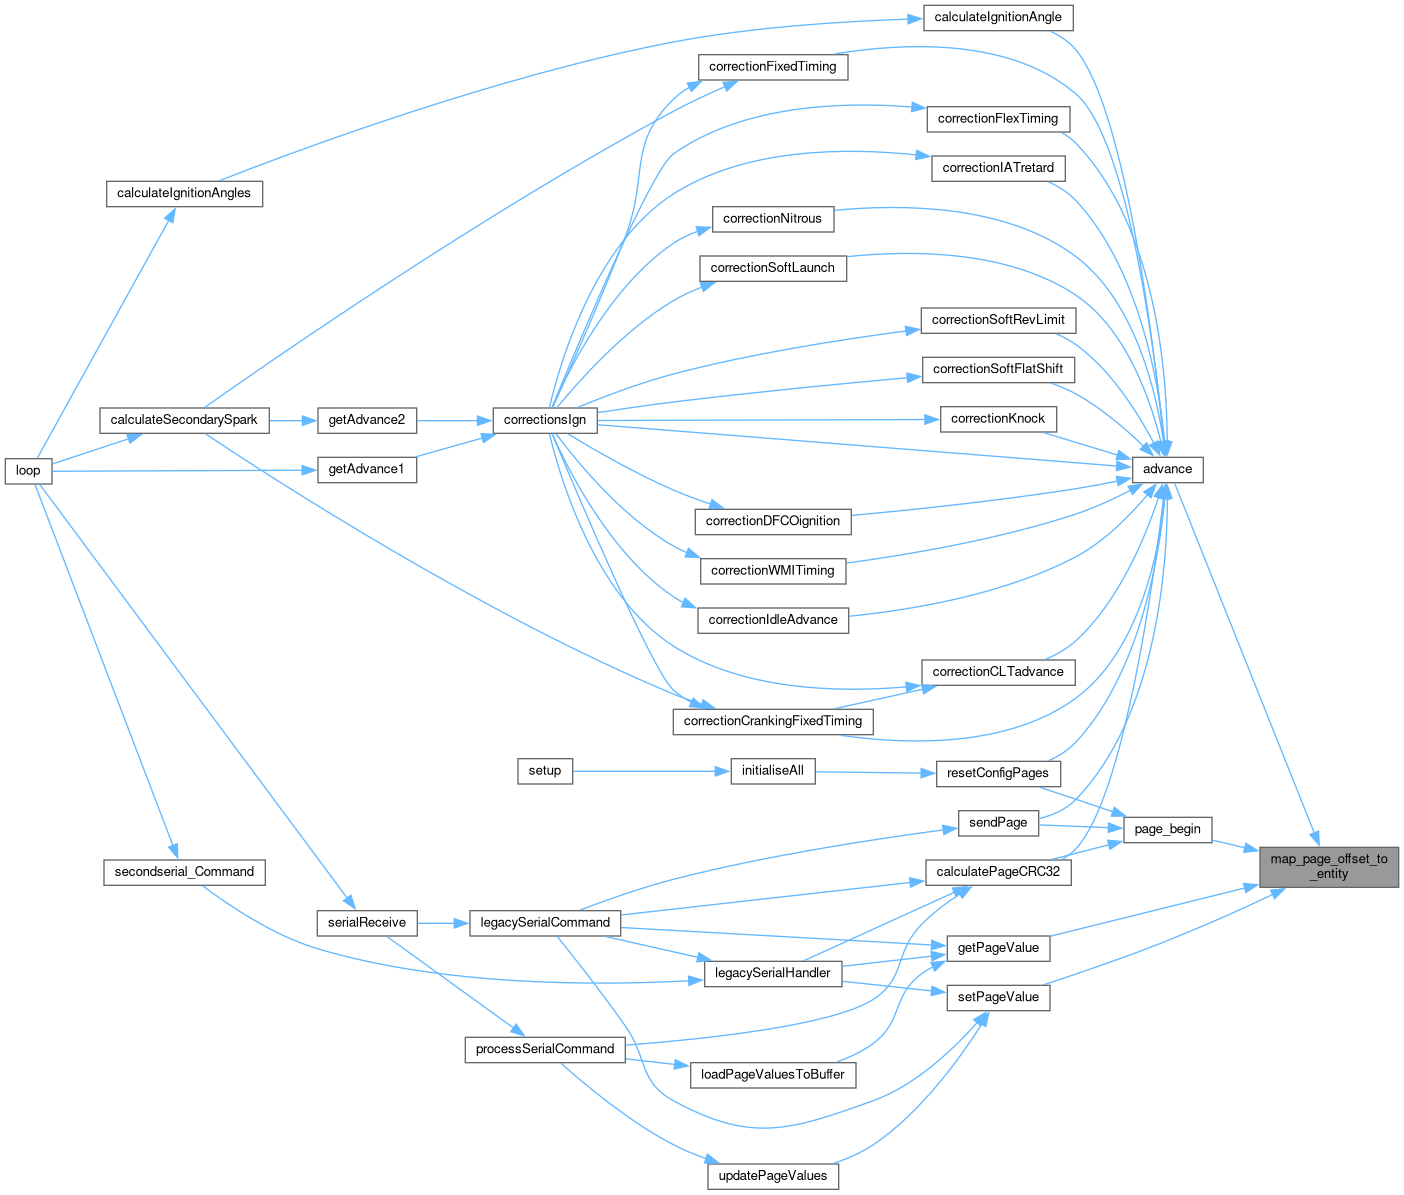 calculateIgnitionAngle
correctionFixedTiming
correctionFlexTiming
correctionIATretard
calculateIgnitionAngles
correctionNitrous
correctionSoftLaunch
correctionSoftRevLimit
correctionSoftFlatShift
calculateSecondarySpark
getAdvance2
correctionsIgn
correctionKnock
loop
getAdvance1
advance
correctionDFCOignition
correctionWMITiming
correctionIdleAdvance
correctionCLTadvance
correctionCrankingFixedTiming
setup
initialiseAll
resetConfigPages
sendPage
page_begin
map_page_offset_to
_entity
secondserial_Command
calculatePageCRC32
serialReceive
legacySerialCommand
getPageValue
legacySerialHandler
setPageValue
processSerialCommand
loadPageValuesToBuffer
updatePageValues